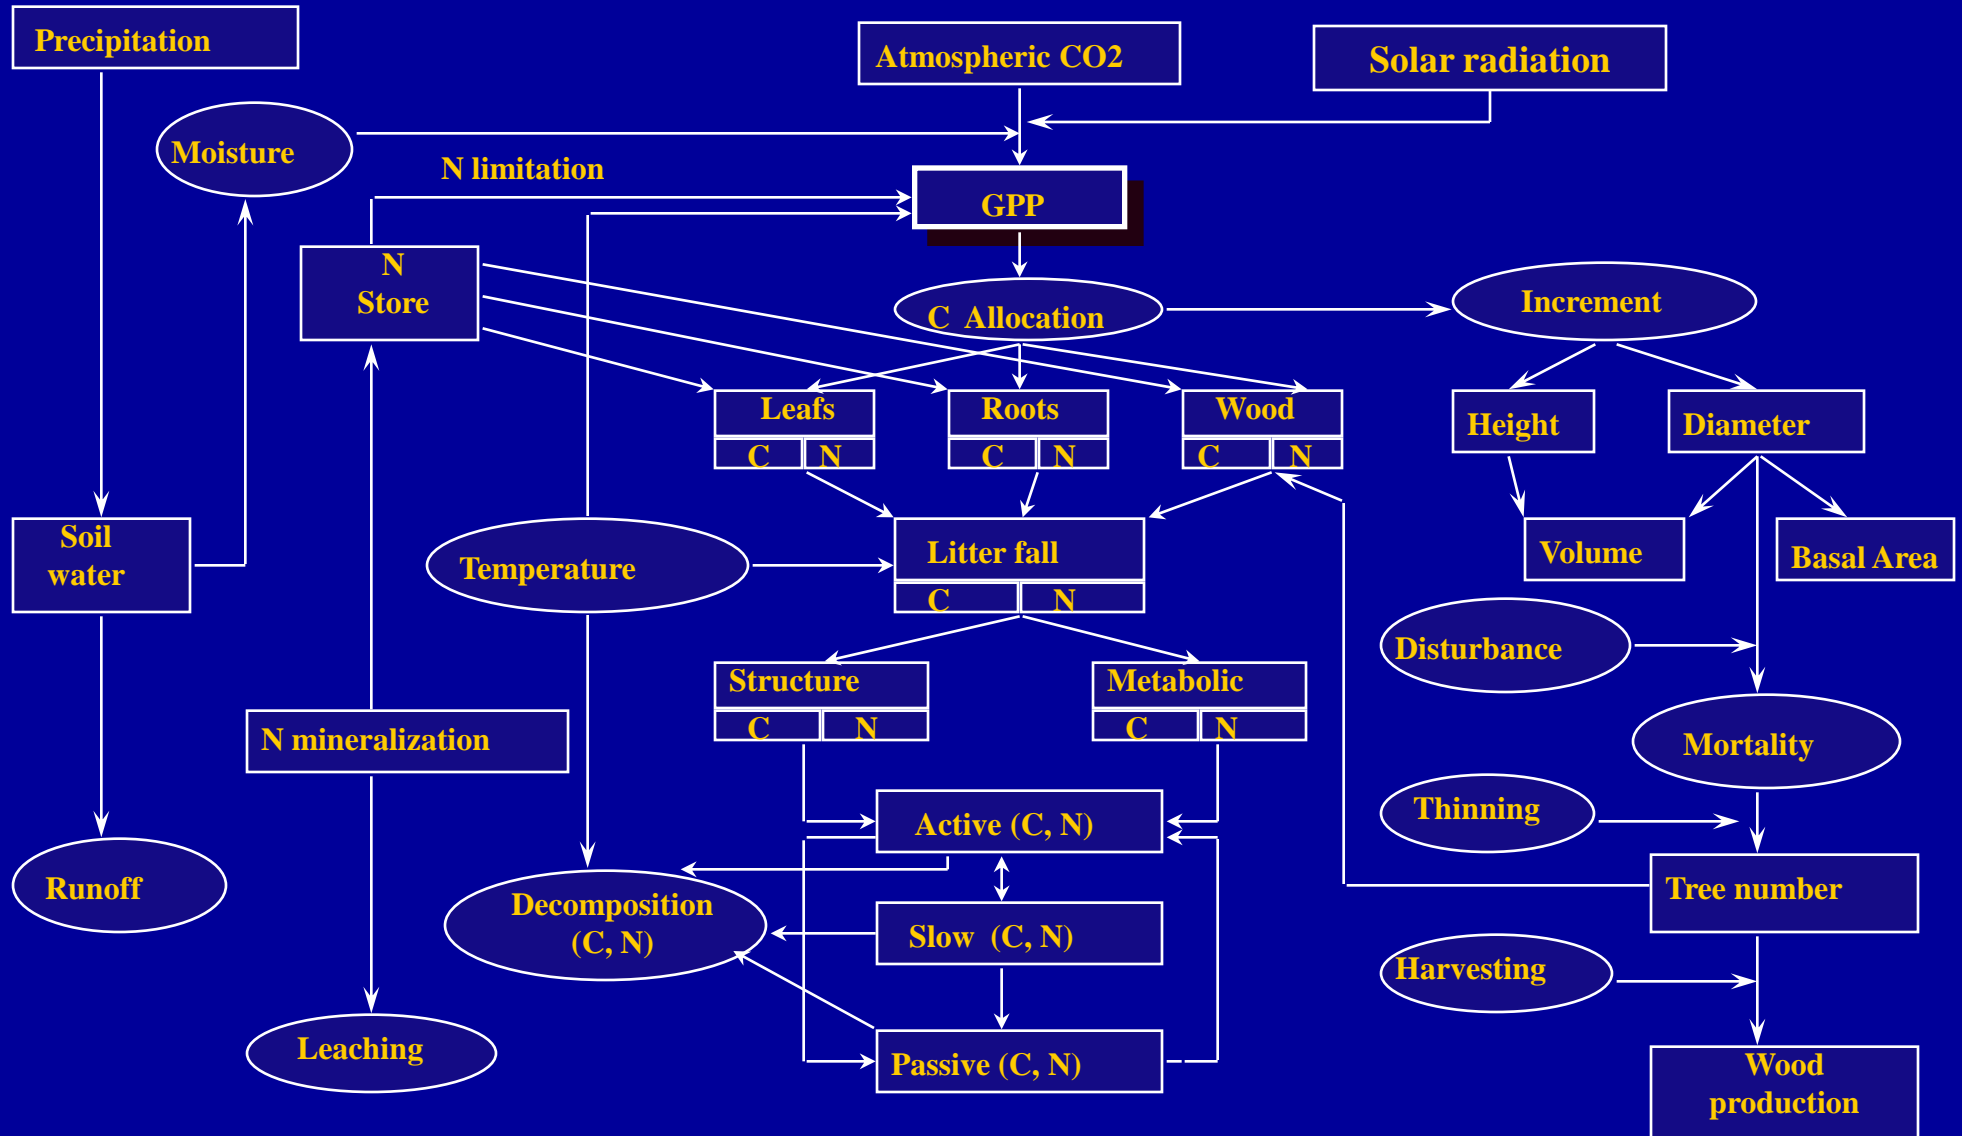 Precipitation
Atmospheric CO2
Solar radiation
Moisture
N limitation
GPP
N
Store
C Allocation
Increment
Leafs
Roots
Wood
Height
Diameter
C N
C N
C N
Soil
water
Temperature
Litter fall
Volume
Basal Area
C N
Disturbance
Structure
Metabolic
C N
C N
N mineralization
Mortality
Thinning
Active (C, N)
Runoff
Decomposition
(C, N)
Tree number
Slow (C, N)
Harvesting
Leaching
Passive (C, N)
Wood
production